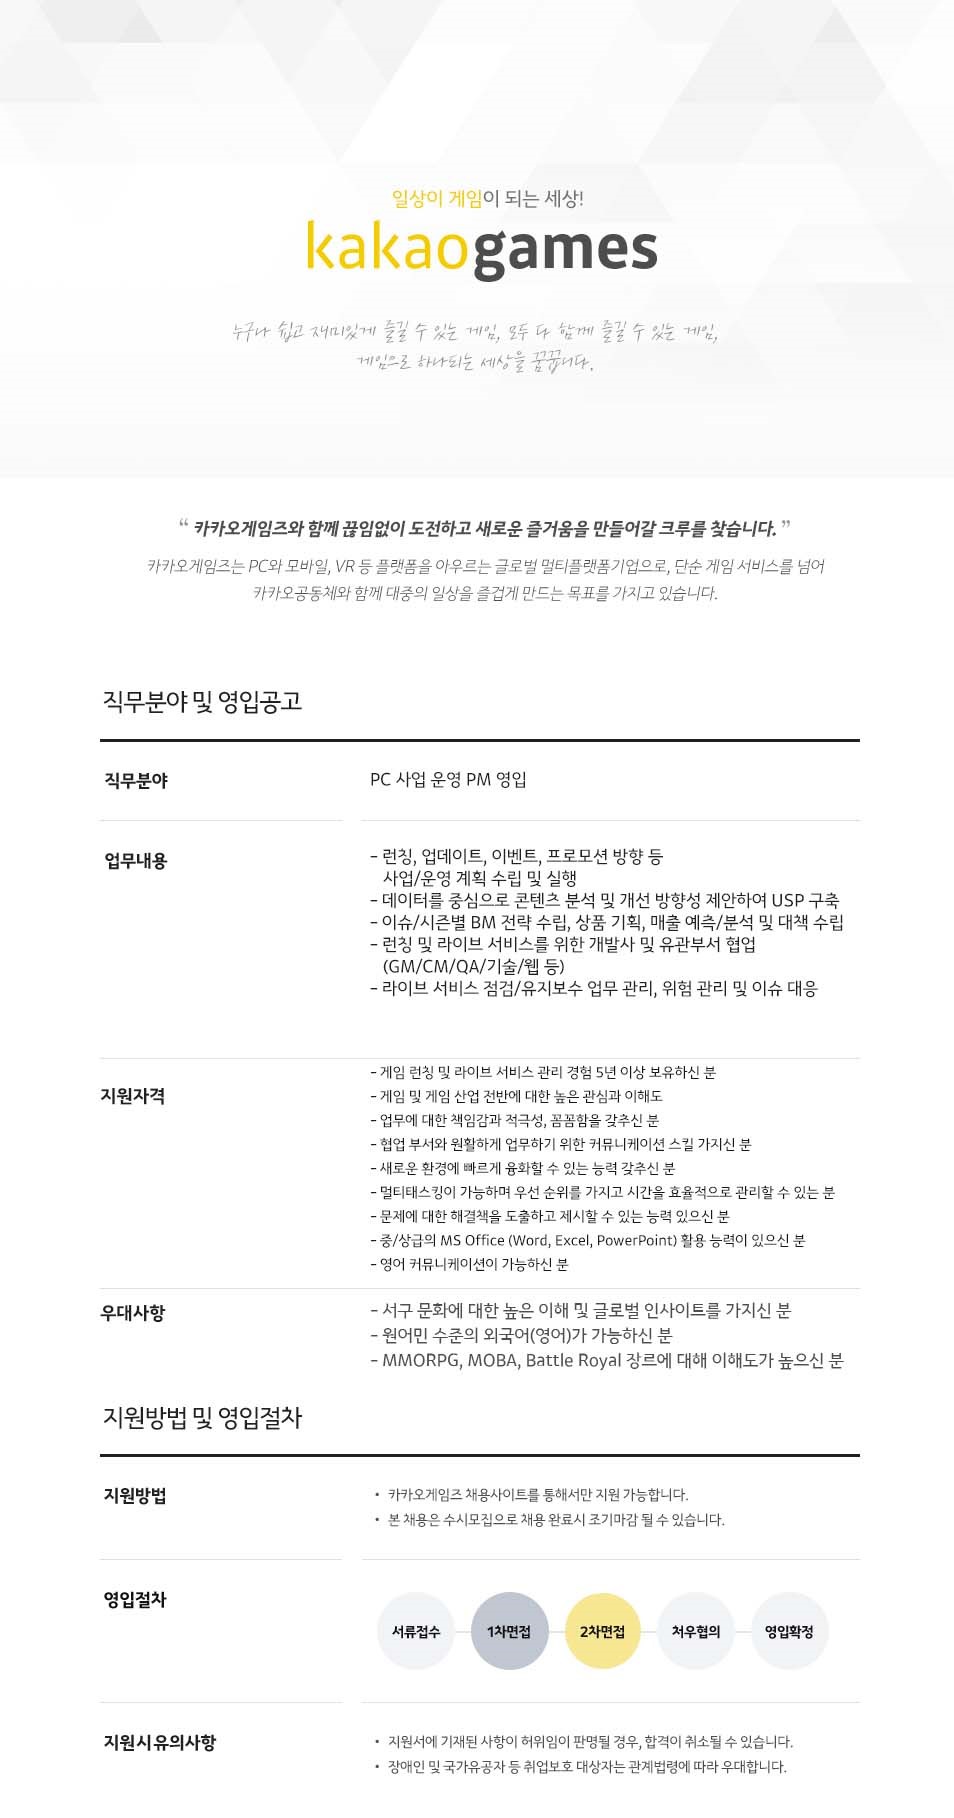 일상이 게임이 되는 세상!
kakaogames
누구나 쉽고 재미있게 즐길 수 있는 게임, 모두 다 함께 즐길 수 있는 게임,
게임으로 하나되는 세상을 꿈꿉니다.
“ 카카오게임즈와 함께 끊임없이 도전하고 새로운 즐거움을 만들어갈 크루를 찾습니다. ”
카카오게임즈는 PC와 모바일, VR 등 플랫폼을 아우르는 글로벌 멀티플랫폼기업으로, 단순 게임 서비스를 넘어
카카오공동체와 함께 대중의 일상을 즐겁게 만드는 목표를 가지고 있습니다.
직무분야 및 영입공고
직무분야
PC 사업 운영 PM 영입
업무내용
- 런칭, 업데이트, 이벤트, 프로모션 방향 등
사업/운영 계획 수립 및 실행
- 데이터를 중심으로 콘텐츠 분석 및 개선 방향성 제안하여 USP 구축
- 이슈/시즌별 BM 전략 수립, 상품 기획, 매출 예측/분석 및 대책 수립
- 런칭 및 라이브 서비스를 위한 개발사 및 유관부서 협업
(GM/CM/QA/기술/웹 등)
- 라이브 서비스 점검/유지보수 업무 관리, 위험 관리 및 이슈 대응
지원자격
- 게임 런칭 및 라이브 서비스 관리 경험 5년 이상 보유하신 분
- 게임 및 게임 산업 전반에 대한 높은 관심과 이해도
- 업무에 대한 책임감과 적극성, 꼼꼼함을 갖추신 분
- 협업 부서와 원활하게 업무하기 위한 커뮤니케이션 스킬 가지신 분
- 새로운 환경에 빠르게 융화할 수 있는 능력 갖추신 분
- 멀티태스킹이 가능하며 우선 순위를 가지고 시간을 효율적으로 관리할 수 있는 분
- 문제에 대한 해결책을 도출하고 제시할 수 있는 능력 있으신 분
- 중/상급의 MS Office (Word, Excel, PowerPoint) 활용 능력이 있으신 분
- 영어 커뮤니케이션이 가능하신 분
우대사항
- 서구 문화에 대한 높은 이해 및 글로벌 인사이트를 가지신 분
- 원어민 수준의 외국어(영어)가 가능하신 분
- MMORPG, MOBA, Battle Royal 장르에 대해 이해도가 높으신 분
지원방법 및 영입절차
지원방법
• 카카오게임즈 채용사이트를 통해서만 지원 가능합니다.
• 본 채용은 수시모집으로 채용 완료시 조기마감 될 수 있습니다.
영입절차
서류접수 1차면접 2차면접 처우협의 영입확정
지원시 유의사항
• 지원서에 기재된 사항이 허위임이 판명될 경우, 합격이 취소될 수 있습니다.
• 장애인 및 국가유공자 등 취업보호 대상자는 관계법령에 따라 우대합니다.